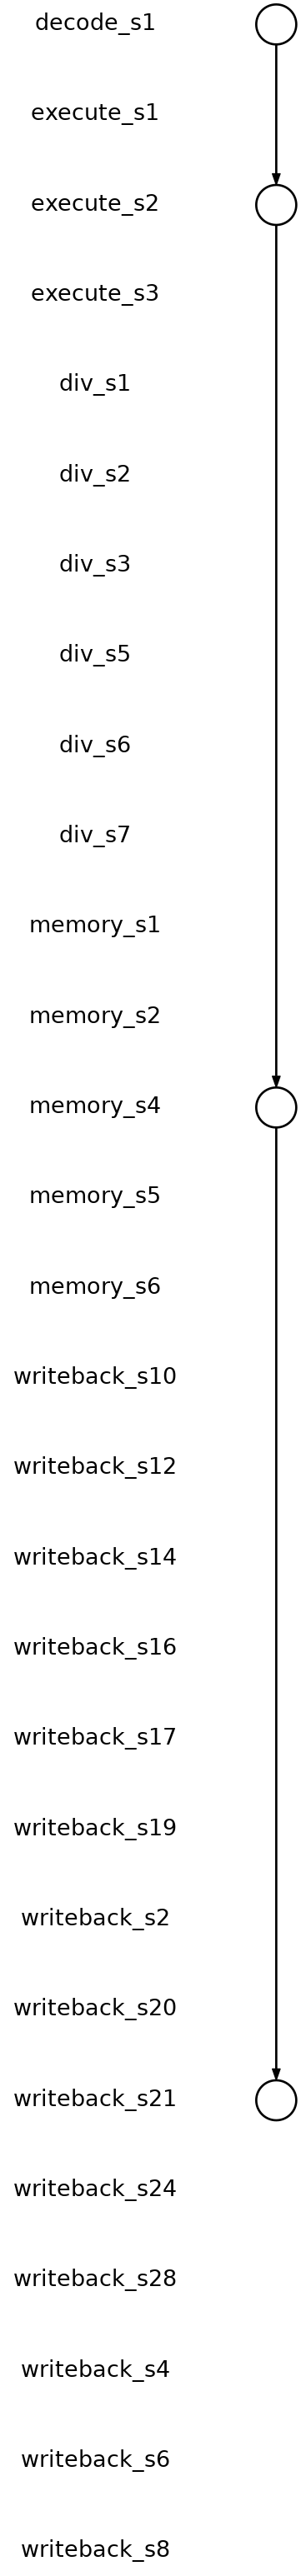 decode_s1
execute_s1
execute_s2
execute_s3
div_s1
div_s2
div_s3
div_s5
div_s6
div_s7
memory_s1
memory_s2
memory_s4
memory_s5
memory_s6
writeback_s10
writeback_s12
writeback_s14
writeback_s16
writeback_s17
writeback_s19
writeback_s2
writeback_s20
writeback_s21
writeback_s24
writeback_s28
writeback_s4
writeback_s6
writeback_s8